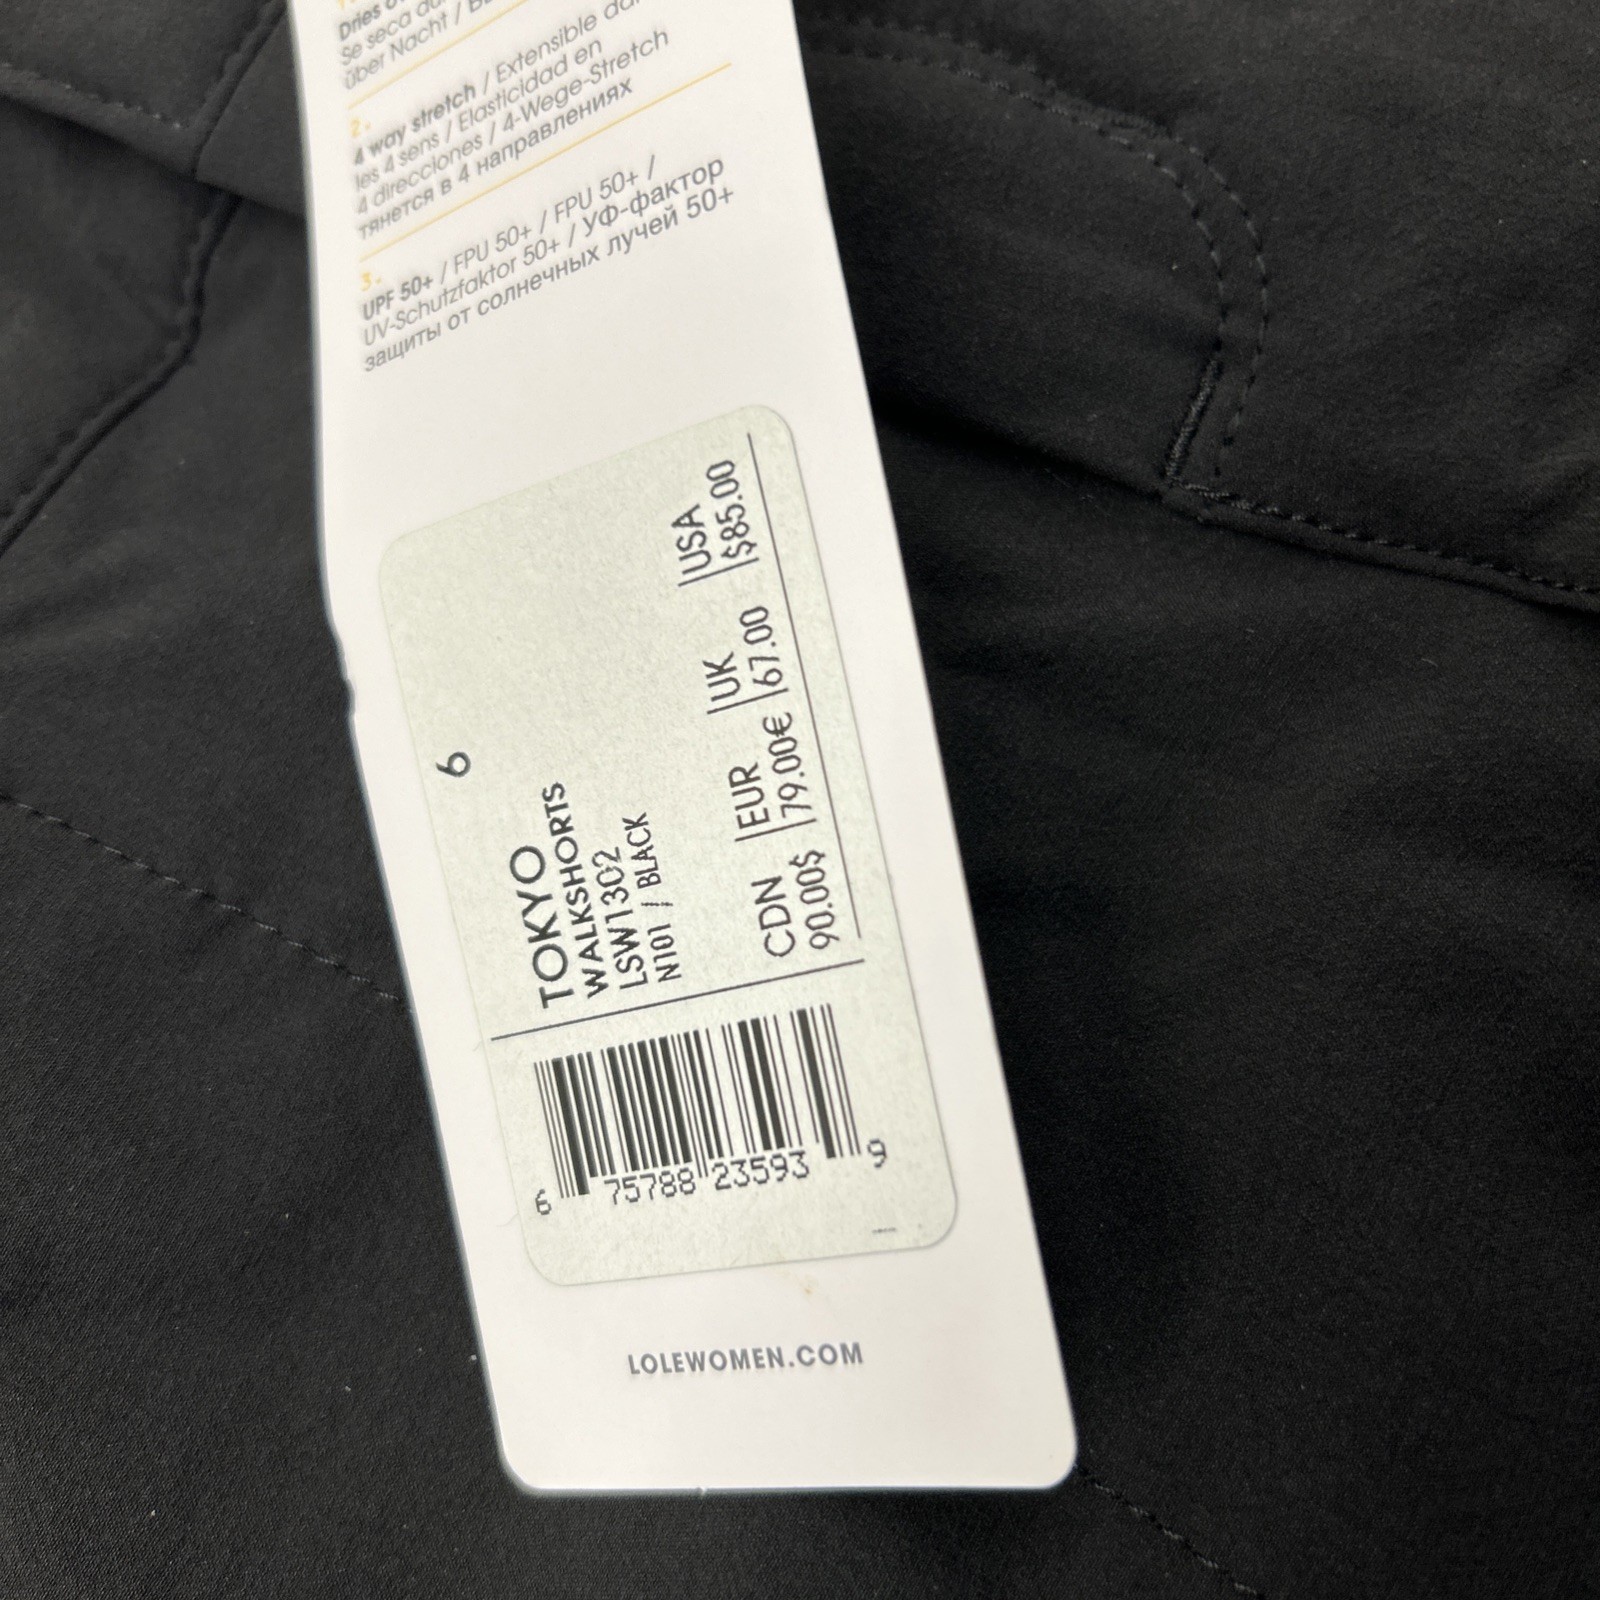 Dries
Se seca
über Nacht /
2.
4 way stretch / Extensible
les 4 sens / Elasticidad en
4 direcciones / 4-Wege-Stretch
тянется в 4 направлениях
3.
UPF 50+ / FPU 50+ / FPU 50+ /
UV-Schutzfaktor 50+ / УФ-фактор
защиты от солнечных лучей 50+
6
TOKYO
WALKSHORTS
LSW1302
N101 / BLACK
CDN EUR UK USA
90.00$ 79.00€ 67.00 $85.00
6 75788 23593 9
LOLEWOMEN.COM